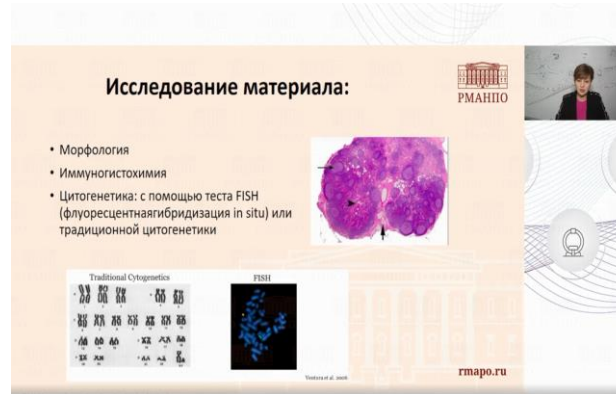 Исследование материала:
РМАНПО
• Морфология
• Иммуногистохимия
• Цитогенетика: с помощью теста FISH
(флуоресцентнаягибридизация in situ) или
традиционной цитогенетики
Traditional Cytogenetics
FISH
rmapo.ru